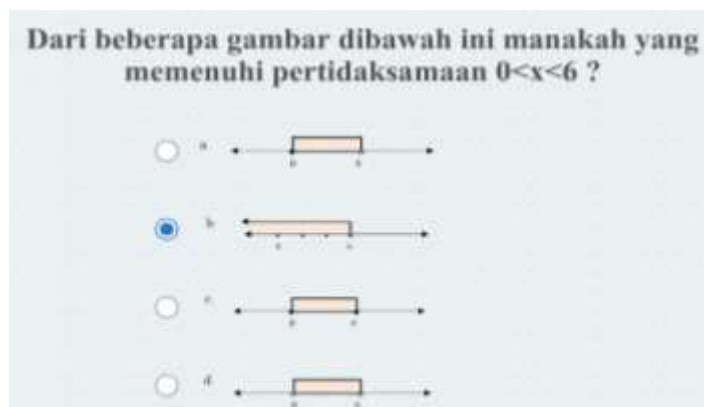 Dari beberapa gambar dibawah ini manakah yang
memenuhi pertidaksamaan 0<x<6 ?
a
b
c.
d.